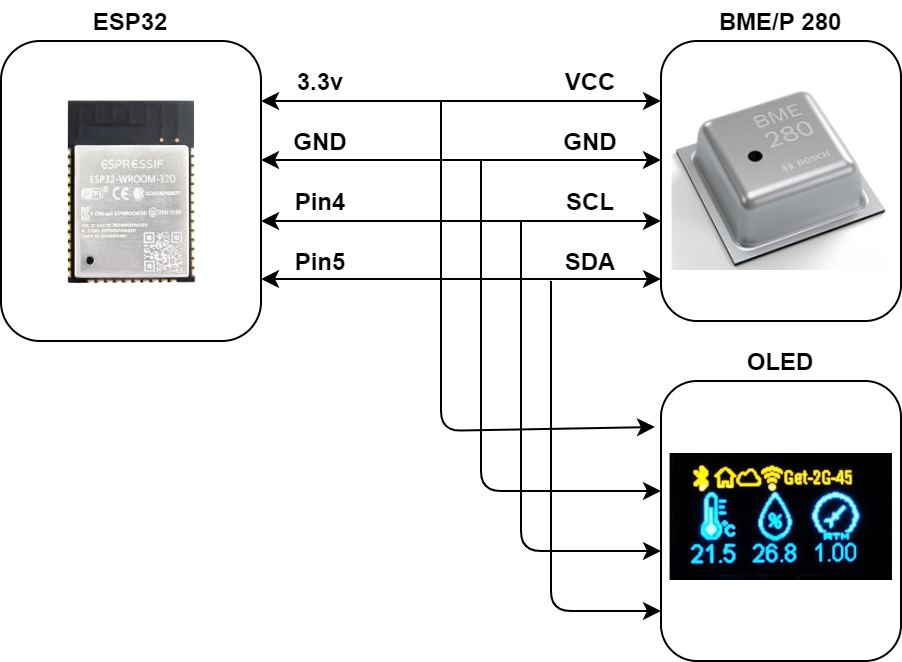 ESP32
BME/P 280
3.3v
VCC
GND
GND
Pin4
SCL
Pin5
SDA
ESPRESSIF
ESP32-WROOM-32D
BME
280
BOSCH
OLED
Get-2G-45
°C
%
ATM
21.5 26.8 1.00